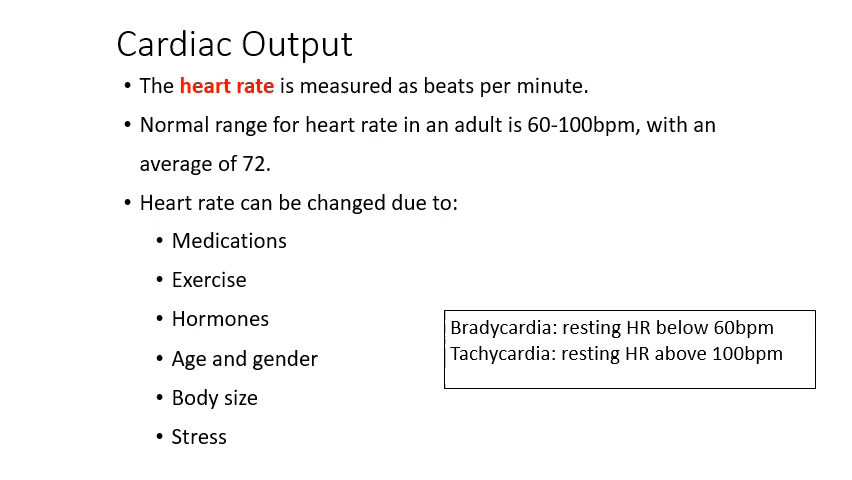 Cardiac Output
• The heart rate is measured as beats per minute.
• Normal range for heart rate in an adult is 60-100bpm, with an
average of 72.
• Heart rate can be changed due to:
• Medications
• Exercise
• Hormones
• Age and gender
• Body size
• Stress
Bradycardia: resting HR below 60bpm
Tachycardia: resting HR above 100bpm